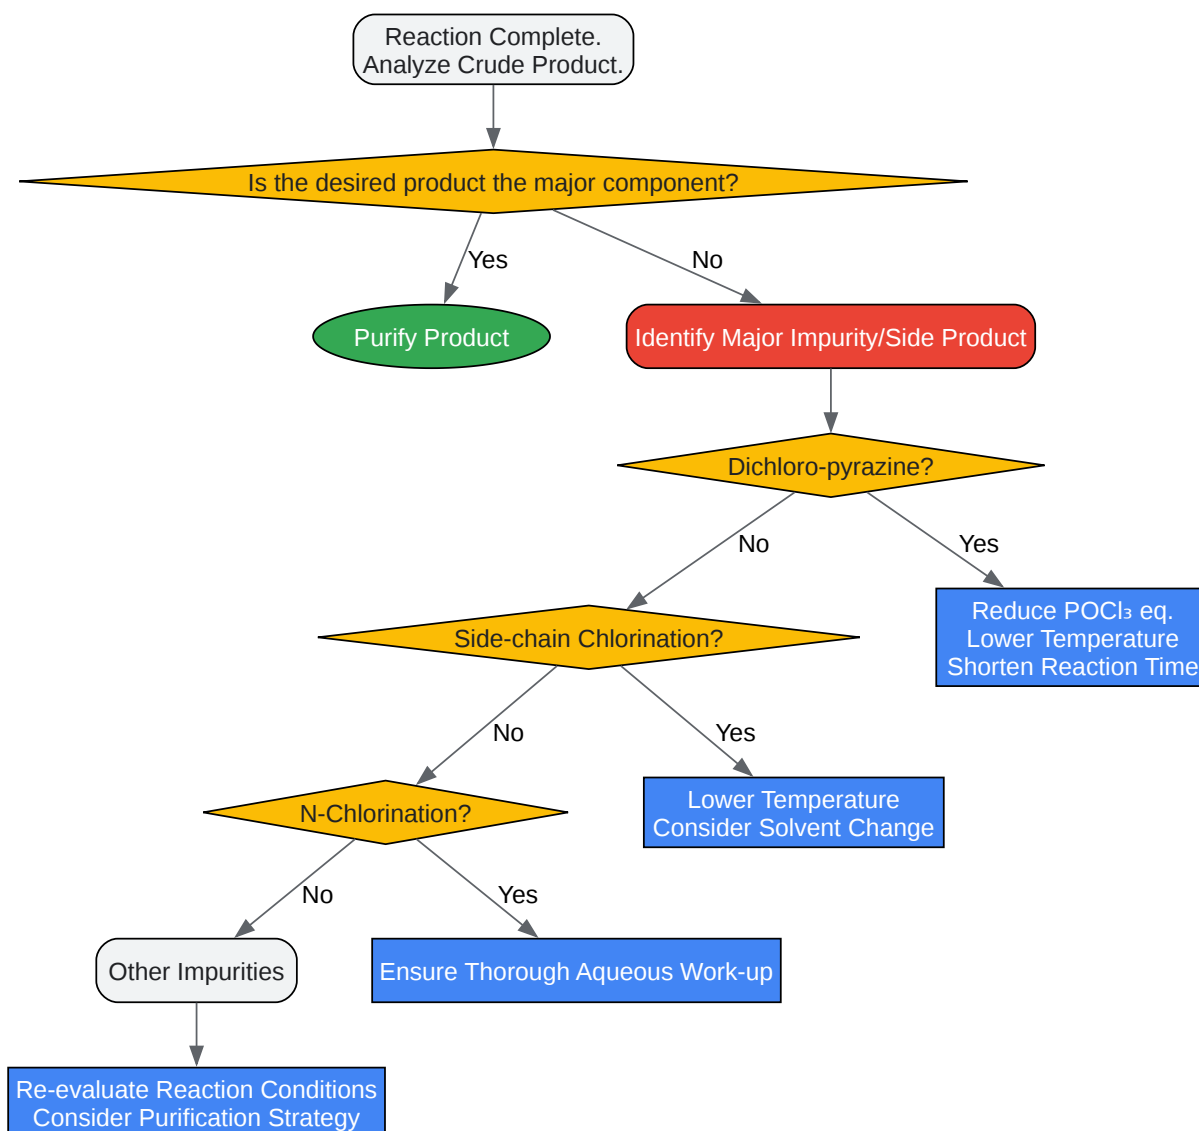 Reaction Complete.
Analyze Crude Product.
Is the desired product the major component?
Yes
No
Purify Product
Identify Major Impurity/Side Product
Dichloro-pyrazine?
No
Yes
Reduce POCl₃ eq.
Lower Temperature
Shorten Reaction Time
Side-chain Chlorination?
No
Yes
Lower Temperature
Consider Solvent Change
N-Chlorination?
No
Yes
Other Impurities
Ensure Thorough Aqueous Work-up
Re-evaluate Reaction Conditions
Consider Purification Strategy